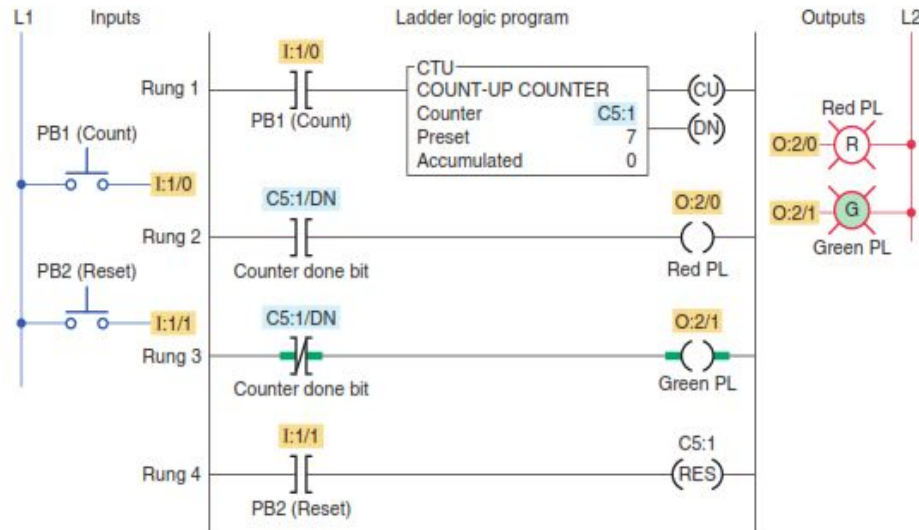 L1 Inputs Ladder logic program Outputs L2
I:1/0
Rung 1
PB1 (Count)
CTU
COUNT-UP COUNTER
Counter C5:1
Preset 7
Accumulated 0
CU
DN
PB1 (Count)
I:1/0
Red PL
O:2/0 R
C5:1/DN O:2/0
Rung 2
Counter done bit Red PL
O:2/1 G
Green PL
PB2 (Reset)
I:1/1
C5:1/DN O:2/1
Rung 3
Counter done bit Green PL
I:1/1 C5:1
Rung 4 RES
PB2 (Reset)